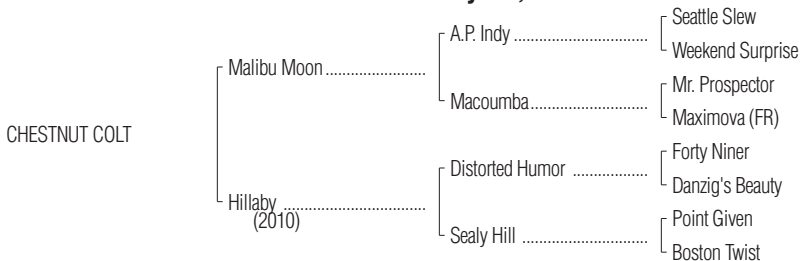 Seattle Slew
A.P. Indy ................................
Weekend Surprise
Malibu Moon ........................
Mr. Prospector
Macoumba............................
Maximova (FR)
CHESTNUT COLT
Forty Niner
Distorted Humor ..................
Danzig's Beauty
Hillaby ..................................
(2010)
Point Given
Sealy Hill ..............................
Boston Twist